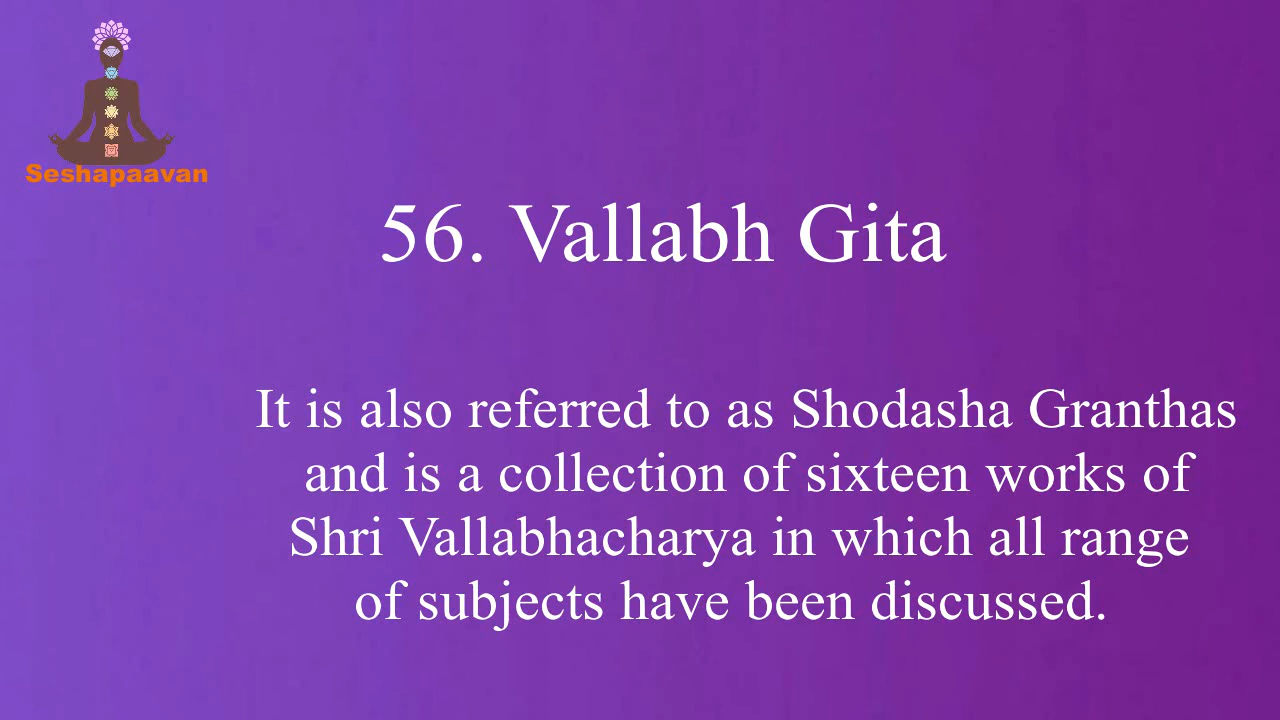 Seshapaavan
56. Vallabh Gita
It is also referred to as Shodasha Granthas
and is a collection of sixteen works of
Shri Vallabhacharya in which all range
of subjects have been discussed.